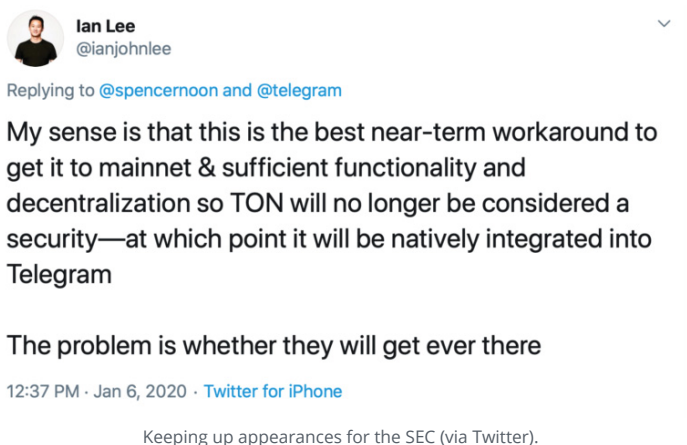 Ian Lee
@ianjohnlee
Replying to @spencernoon and @telegram
My sense is that this is the best near-term workaround to
get it to mainnet & sufficient functionality and
decentralization so TON will no longer be considered a
security—at which point it will be natively integrated into
Telegram
The problem is whether they will get ever there
12:37 PM · Jan 6, 2020 · Twitter for iPhone
Keeping up appearances for the SEC (via Twitter).